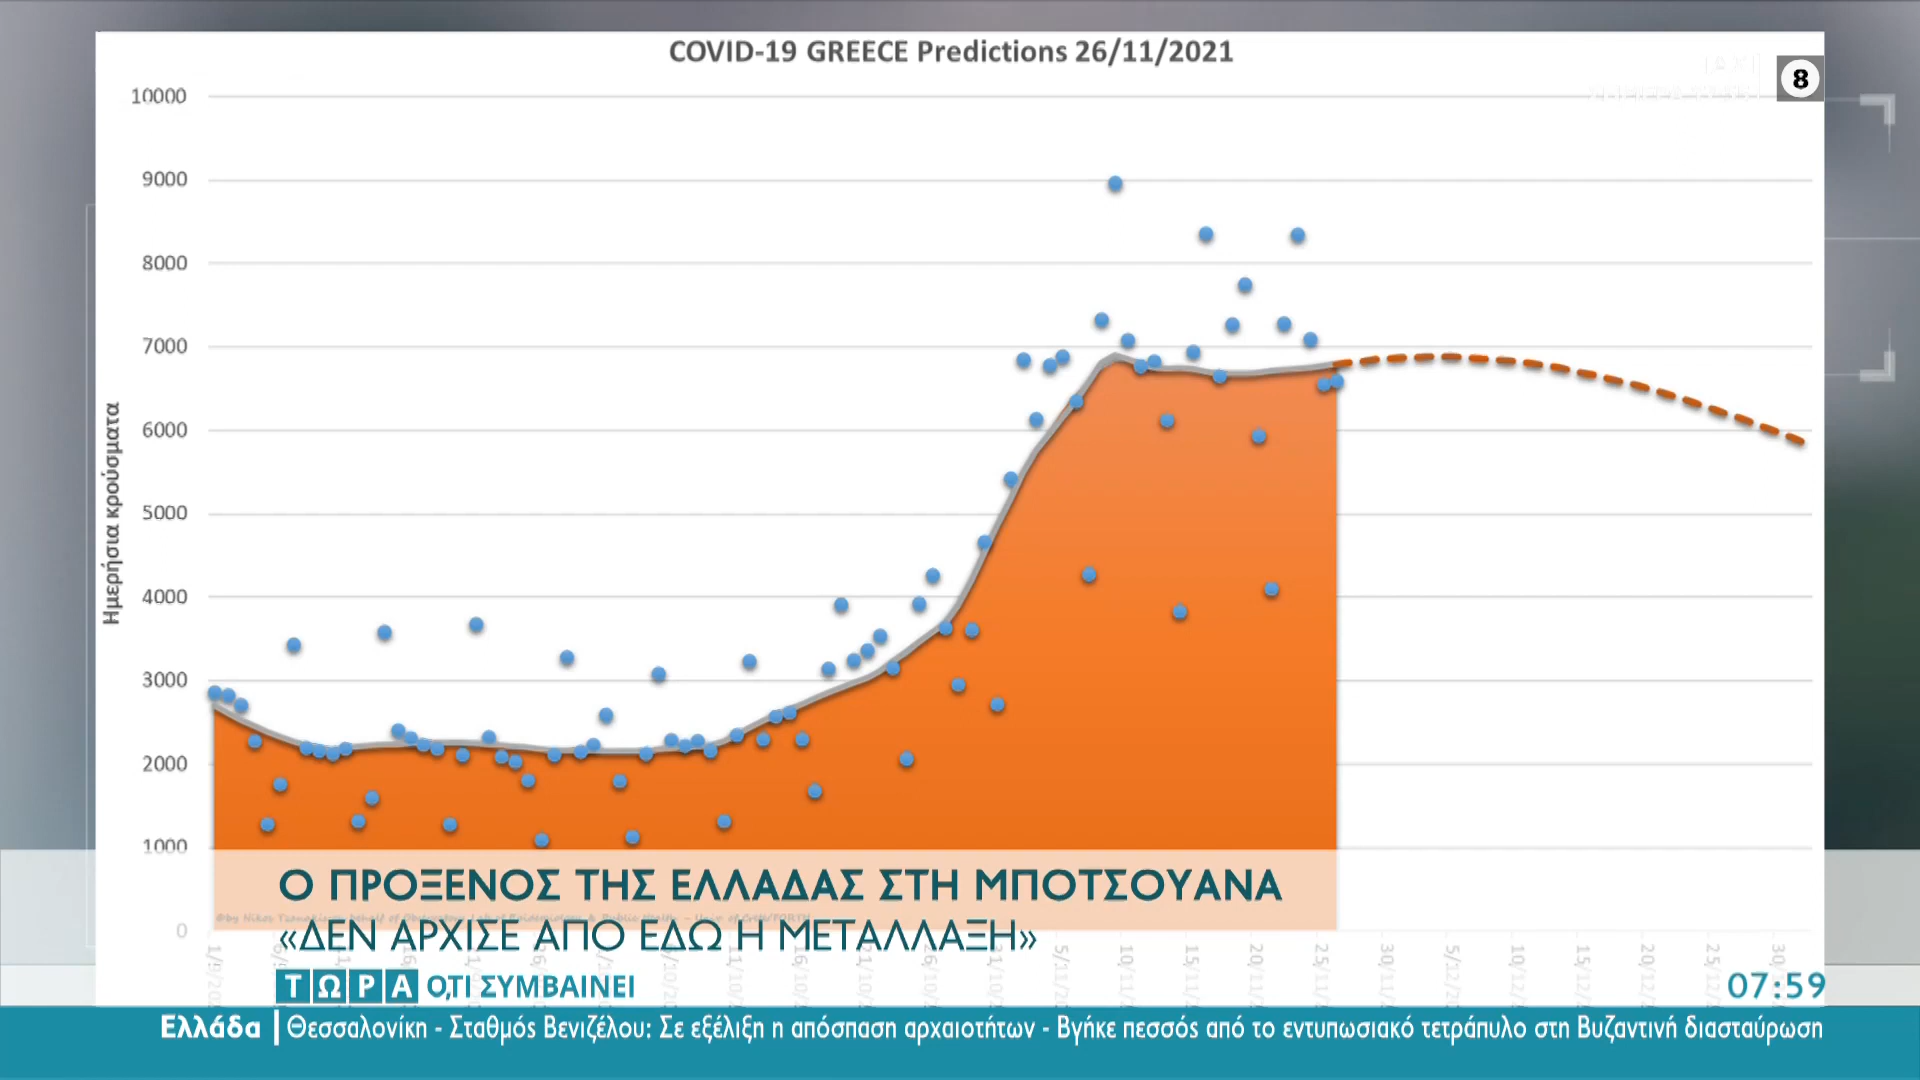 COVID-19 GREECE Predictions 26/11/2021
8
10000
9000
8000
7000
6000
5000
4000
3000
2000
1000
0
Ημερήσια κρούσματα
Ο ΠΡΟΞΕΝΟΣ ΤΗΣ ΕΛΛΑΔΑΣ ΣΤΗ ΜΠΟΤΣΟΥΑΝΑ
«ΔΕΝ ΑΡΧΙΣΕ ΑΠΟ ΕΔΩ Η ΜΕΤΑΛΛΑΞΗ»
ΤΩΡΑ Ο,ΤΙ ΣΥΜΒΑΙΝΕΙ
07:59
Ελλάδα | Θεσσαλονίκη - Σταθμός Βενιζέλου: Σε εξέλιξη η απόσπαση αρχαιοτήτων - Βγήκε πεσσός από το εντυπωσιακό τετράπυλο στη Βυζαντινή διασταύρωση